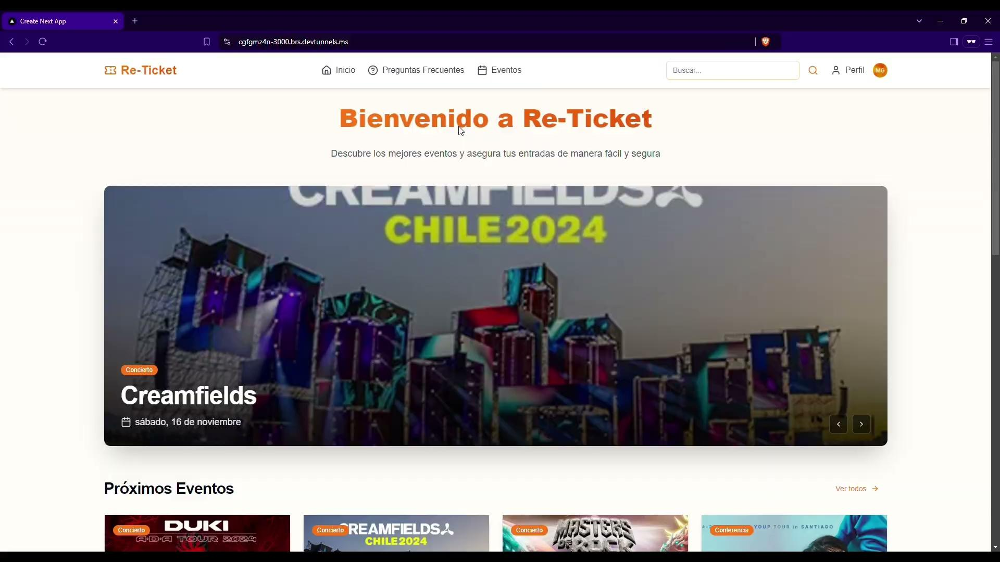 Create Next App
cgfgmz4n-3000.brs.devtunnels.ms
Re-Ticket
Inicio
Preguntas Frecuentes
Eventos
Buscar...
Perfil
MG
Bienvenido a Re-Ticket
Descubre los mejores eventos y asegura tus entradas de manera fácil y segura
CREAMFIELDS
CHILE 2024
Concierto
Creamfields
sábado, 16 de noviembre
Próximos Eventos
Ver todos
Concierto
DUKI
A·D·A TOUR 2024
Concierto
CREAMFIELDS
CHILE 2024
Concierto
MASTERS
OF ROCK
Conferencia
YOUP TOUR in SANTIAGO